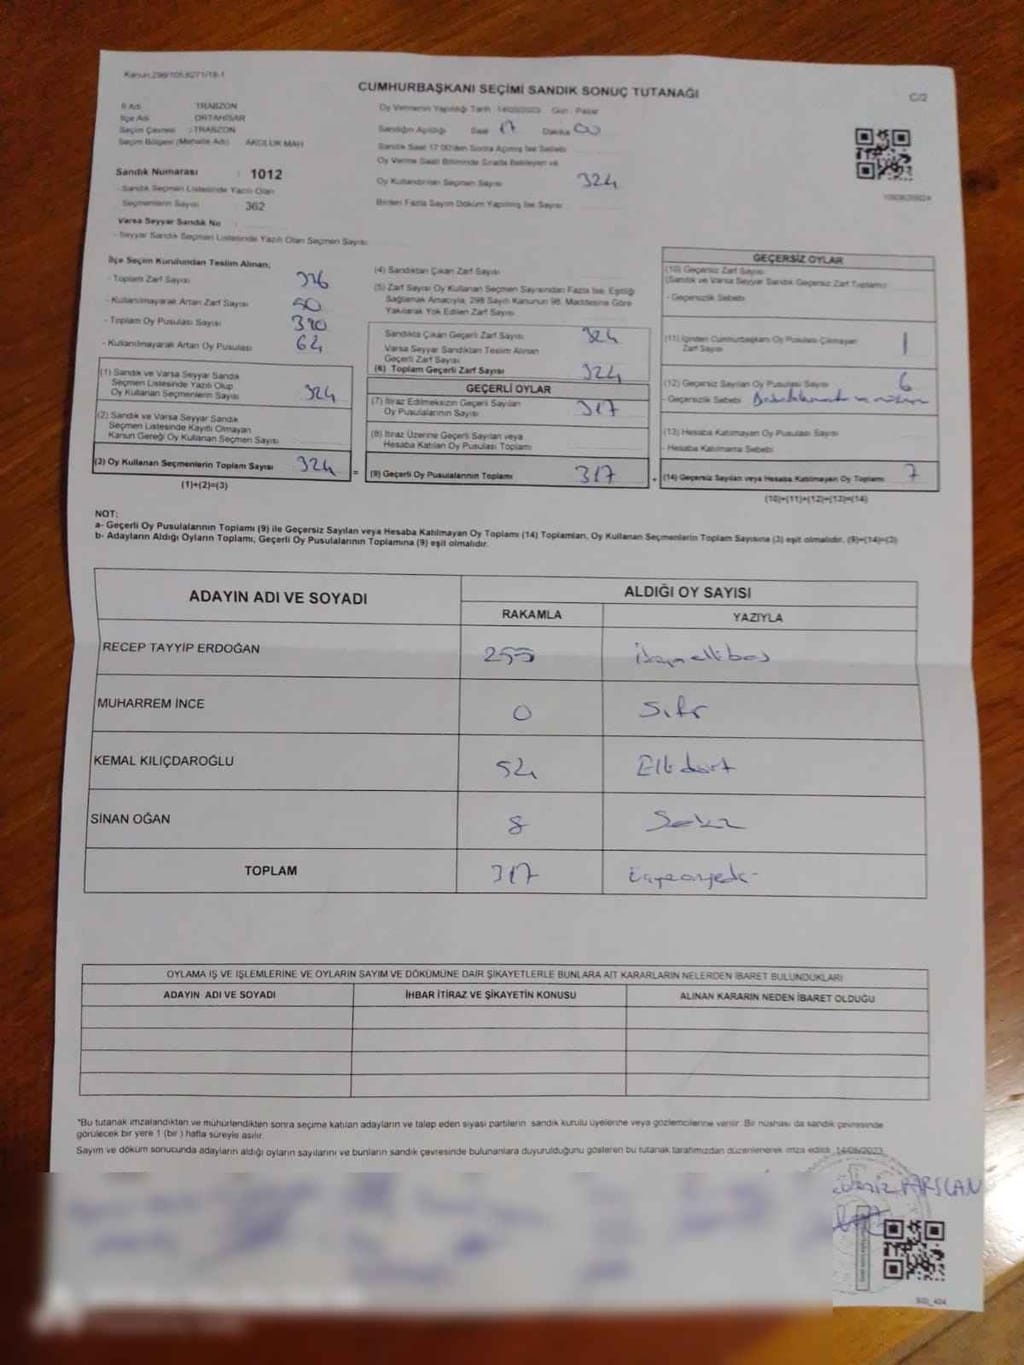 Kanun:298/105,6271/18-1
CUMHURBAŞKANI SEÇİMİ SANDIK SONUÇ TUTANAĞI
C/2
İl Adı : TRABZON
İlçe Adı : ORTAHİSAR
Seçim Çevresi : TRABZON
Seçim Bölgesi (Mahalle Adı) : AKOLUK MAH
Oy Vermenin Yapıldığı Tarih : 14/05/2023 Gün : Pazar
Sandığın Açıldığı Saat 17 Dakika 00
Sandık Saat 17:00'den Sonra Açılmış İse Sebebi
Oy Verme Saati Bitiminde Sırada Bekleyen ve
Oy Kullandırılan Seçmen Sayısı 324
Birden Fazla Sayım Döküm Yapılmış İse Sayısı
Sandık Numarası : 1012
- Sandık Seçmen Listesinde Yazılı Olan
Seçmenlerin Sayısı : 362
Varsa Seyyar Sandık No :
- Seyyar Sandık Seçmen Listesinde Yazılı Olan Seçmen Sayısı:
İlçe Seçim Kurulundan Teslim Alınan;
- Toplam Zarf Sayısı 376
- Kullanılmayarak Artan Zarf Sayısı 50
- Toplam Oy Pusulası Sayısı 390
- Kullanılmayarak Artan Oy Pusulası 62
(1) Sandık ve Varsa Seyyar Sandık
Seçmen Listesinde Yazılı Olup
Oy Kullanan Seçmenlerin Sayısı 324
(2) Sandık ve Varsa Seyyar Sandık
Seçmen Listesinde Kayıtlı Olmayan
Kanun Gereği Oy Kullanan Seçmen Sayısı
(3) Oy Kullanan Seçmenlerin Toplam Sayısı 324
(1)+(2)=(3)
(4) Sandıktan Çıkan Zarf Sayısı
(5) Zarf Sayısı Oy Kullanan Seçmen Sayısından Fazla İse, Eşitliği
Sağlamak Amacıyla, 298 Sayılı Kanunun 98. Maddesine Göre
Yakılarak Yok Edilen Zarf Sayısı
Sandıkta Çıkan Geçerli Zarf Sayısı 324
Varsa Seyyar Sandıktan Teslim Alınan
Geçerli Zarf Sayısı
(6) Toplam Geçerli Zarf Sayısı 324
GEÇERLİ OYLAR
(7) İtiraz Edilmeksizin Geçerli Sayılan
Oy Pusulalarının Sayısı 317
(8) İtiraz Üzerine Geçerli Sayılan veya
Hesaba Katılan Oy Pusulası Toplamı
= (9) Geçerli Oy Pusulalarının Toplamı 317
GEÇERSİZ OYLAR
(10) Geçersiz Zarf Sayısı
(Sandık ve Varsa Seyyar Sandık Geçersiz Zarf Toplamı)
- Geçersizlik Sebebi
(11) İçinden Cumhurbaşkanı Oy Pusulası Çıkmayan
Zarf Sayısı 1
(12) Geçersiz Sayılan Oy Pusulası Sayısı 6
- Geçersizlik Sebebi
(13) Hesaba Katılmayan Oy Pusulası Sayısı
- Hesaba Katılmama Sebebi
+ (14) Geçersiz Sayılan veya Hesaba Katılmayan Oy Toplamı 7
(10)+(11)+(12)+(13)=(14)
NOT:
a- Geçerli Oy Pusulalarının Toplamı (9) ile Geçersiz Sayılan veya Hesaba Katılmayan Oy Toplamı (14) Toplamları, Oy Kullanan Seçmenlerin Toplam Sayısına (3) eşit olmalıdır. (9)+(14)=(3)
b- Adayların Aldığı Oyların Toplamı, Geçerli Oy Pusulalarının Toplamına (9) eşit olmalıdır.
ADAYIN ADI VE SOYADI
ALDIĞI OY SAYISI
RAKAMLA YAZIYLA
RECEP TAYYİP ERDOĞAN 255 ikiyüzellibeş
MUHARREM İNCE 0 Sıfır
KEMAL KILIÇDAROĞLU 54 Ellidört
SİNAN OĞAN 8 Sekiz
TOPLAM 317 üçyüzonyedi
OYLAMA İŞ VE İŞLEMLERİNE VE OYLARIN SAYIM VE DÖKÜMÜNE DAİR ŞİKAYETLERLE BUNLARA AİT KARARLARIN NELERDEN İBARET BULUNDUKLARI
ADAYIN ADI VE SOYADI İHBAR İTİRAZ VE ŞİKAYETİN KONUSU ALINAN KARARIN NEDEN İBARET OLDUĞU
*Bu tutanak imzalandıktan ve mühürlendikten sonra seçime katılan adayların ve talep eden siyasi partilerin sandık kurulu üyelerine veya gözlemcilerine verilir. Bir nüshası da sandık çevresinde
görülecek bir yere 1 (bir) hafta süreyle asılır.
Sayım ve döküm sonucunda adayların aldığı oyların sayılarını ve bunların sandık çevresinde bulunanlara duyurulduğunu gösteren bu tutanak tarafımızdan düzenlenerek imza edildi. 14/05/2023
ARSLAN